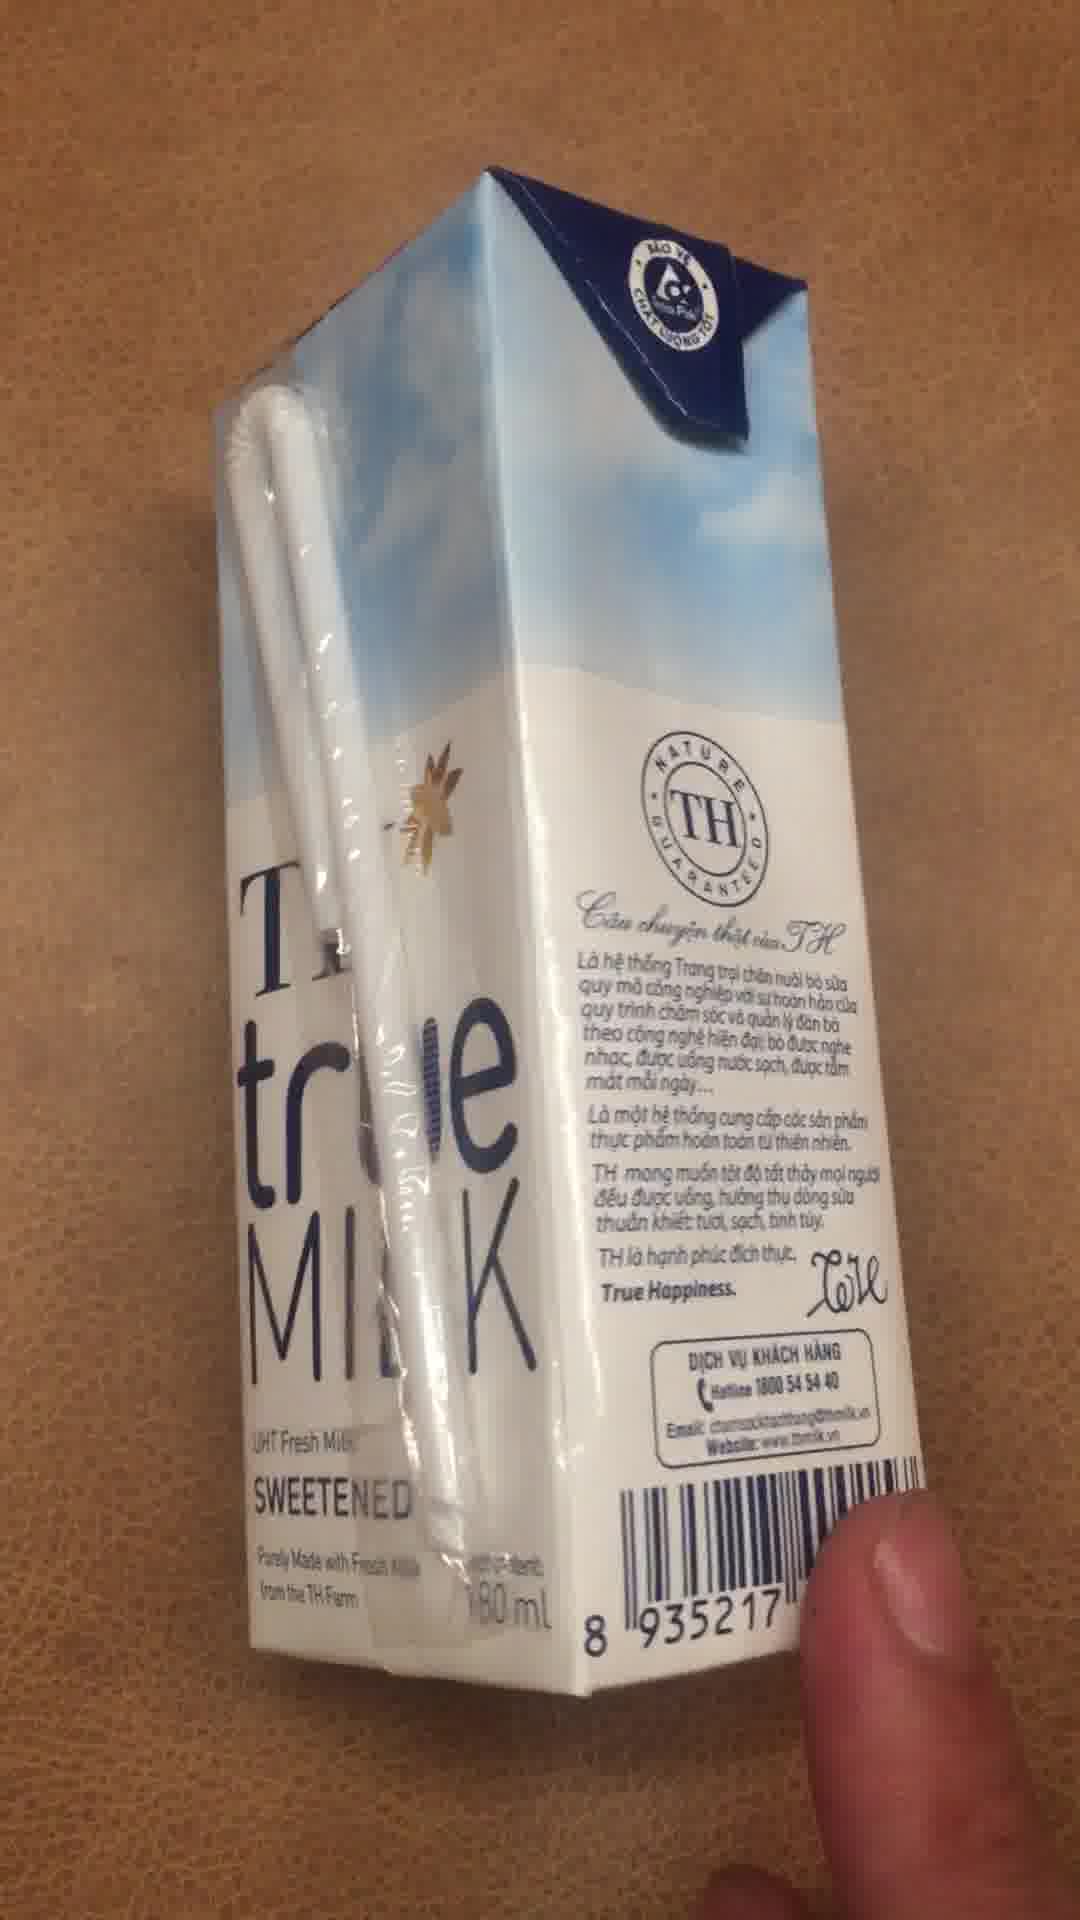 BẢO VỆ
CHẤT LƯỢNG TỐT
TH
true
MILK
UHT Fresh Milk
SWEETENED
Purely Made with Fresh Milk
from the TH Farm
180 ml
NATURE
TH
GUARANTEED
Câu chuyện thật của TH
Là hệ thống Trang trại chăn nuôi bò sữa
quy mô công nghiệp với sự hoàn hảo của
quy trình chăm sóc và quản lý đàn bò
theo công nghệ hiện đại: bò được nghe
nhạc, được uống nước sạch, được tắm
mát mỗi ngày...
Là một hệ thống cung cấp các sản phẩm
thực phẩm hoàn toàn từ thiên nhiên.
TH mong muốn tột độ tất thảy mọi người
đều được uống, hưởng thụ dòng sữa
thuần khiết: tươi, sạch, tinh túy.
TH là hạnh phúc đích thực.
True Happiness.
DỊCH VỤ KHÁCH HÀNG
Hotline 1800 54 54 40
Email: chamsockhachhang@thmilk.vn
Website: www.thmilk.vn
8 935217